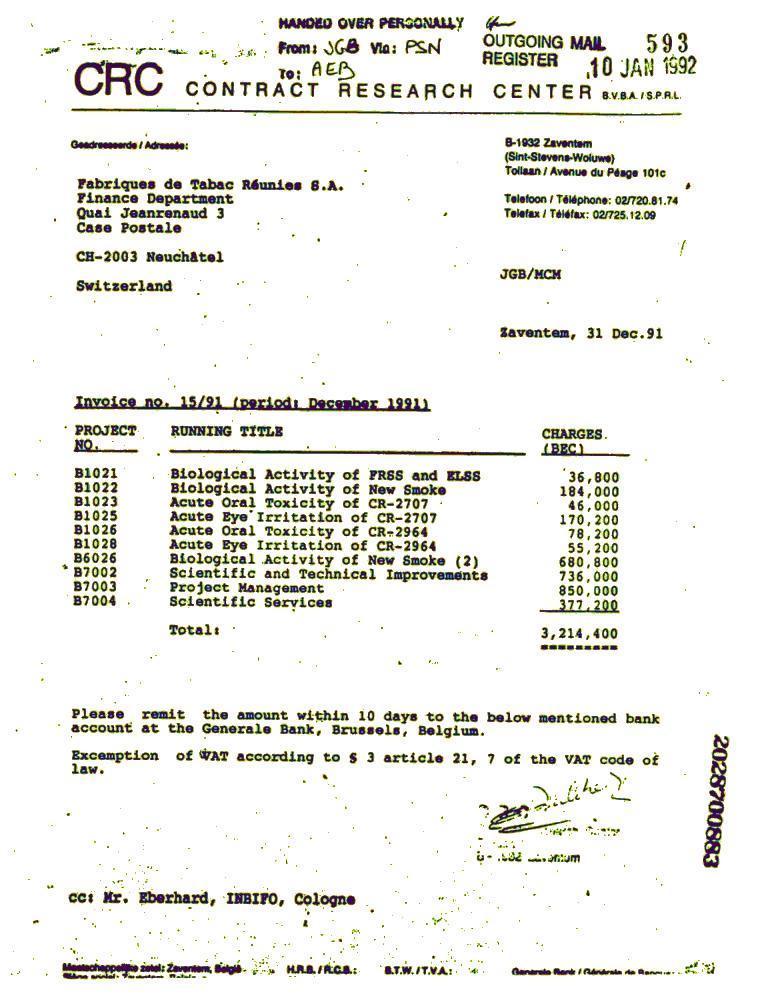 HANDED OVER PERSONALLY
From: JGB Via: PSN
To: AEB
OUTGOING MAIL 593
REGISTER 10 JAN 1992
CRC CONTRACT RESEARCH CENTER B.V.B.A. / S.P.R.L.
Geadresseerde / Adressée:
B-1932 Zaventem
(Sint-Stevens-Woluwe)
Tollaan / Avenue du Péage 101c
Telefoon / Téléphone: 02/720.81.74
Telefax / Téléfax: 02/725.12.09
Fabriques de Tabac Réunies S.A.
Finance Department
Quai Jeanrenaud 3
Case Postale
CH-2003 Neuchâtel
Switzerland
JGB/MCM
Zaventem, 31 Dec.91
Invoice no. 15/91 (period: December 1991)
PROJECT NO. RUNNING TITLE CHARGES. (BEC)
B1021 Biological Activity of FRSS and ELSS 36,800
B1022 Biological Activity of New Smoke 184,000
B1023 Acute Oral Toxicity of CR-2707 46,000
B1025 Acute Eye Irritation of CR-2707 170,200
B1026 Acute Oral Toxicity of CR-2964 78,200
B1028 Acute Eye Irritation of CR-2964 55,200
B6026 Biological Activity of New Smoke (2) 680,800
B7002 Scientific and Technical Improvements 736,000
B7003 Project Management 850,000
B7004 Scientific Services 377,200
Total: 3,214,400
Please remit the amount within 10 days to the below mentioned bank
account at the Generale Bank, Brussels, Belgium.
Excemption of VAT according to $ 3 article 21, 7 of the VAT code of
law.
2028700883
cc: Mr. Eberhard, INBIFO, Cologne
Maatschappelijke zetel: Zaventem, België H.R.B. / R.C.B.: B.T.W. / T.V.A.: Generale Bank / Générale de